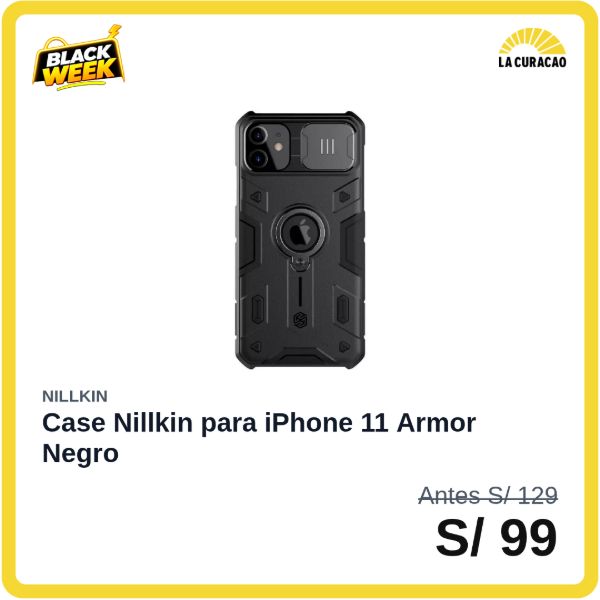 BLACK
WEEK
LA CURACAO
NILLKIN
Case Nillkin para iPhone 11 Armor
Negro
Antes S/ 129
S/ 99